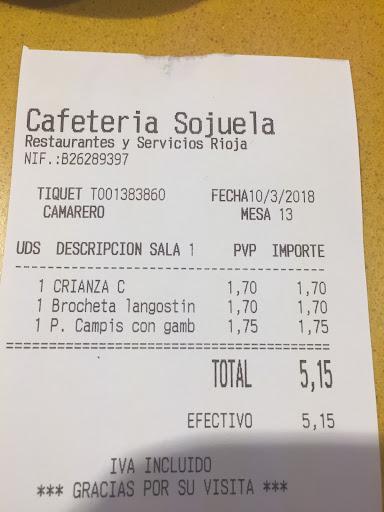 Cafeteria Sojuela
Restaurantes y Servicios Rioja
NIF.:B26289397
TIQUET T001383860 FECHA10/3/2018
CAMARERO MESA 13
UDS DESCRIPCION SALA 1 PVP IMPORTE
1 CRIANZA C 1,70 1,70
1 Brocheta langostin 1,70 1,70
1 P. Campis con gamb 1,75 1,75
TOTAL 5,15
EFECTIVO 5,15
IVA INCLUIDO
*** GRACIAS POR SU VISITA ***